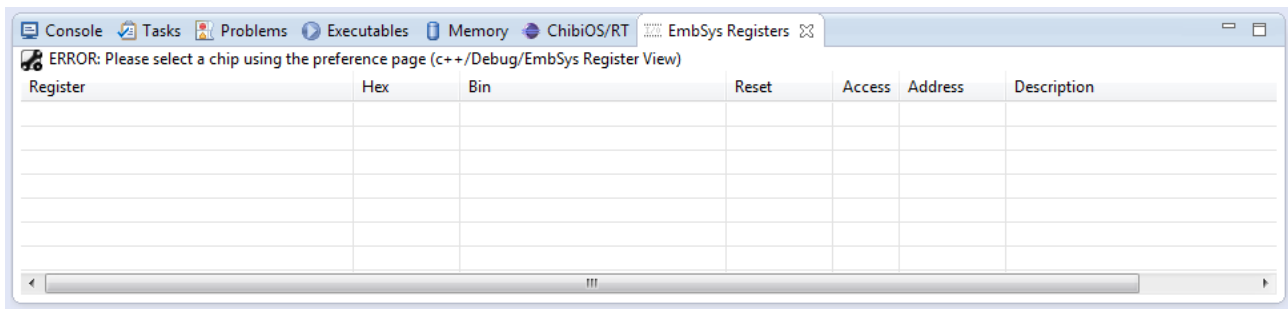 Console Tasks Problems Executables Memory ChibiOS/RT EmbSys Registers
ERROR: Please select a chip using the preference page (c++/Debug/EmbSys Register View)
Register Hex Bin Reset Access Address Description